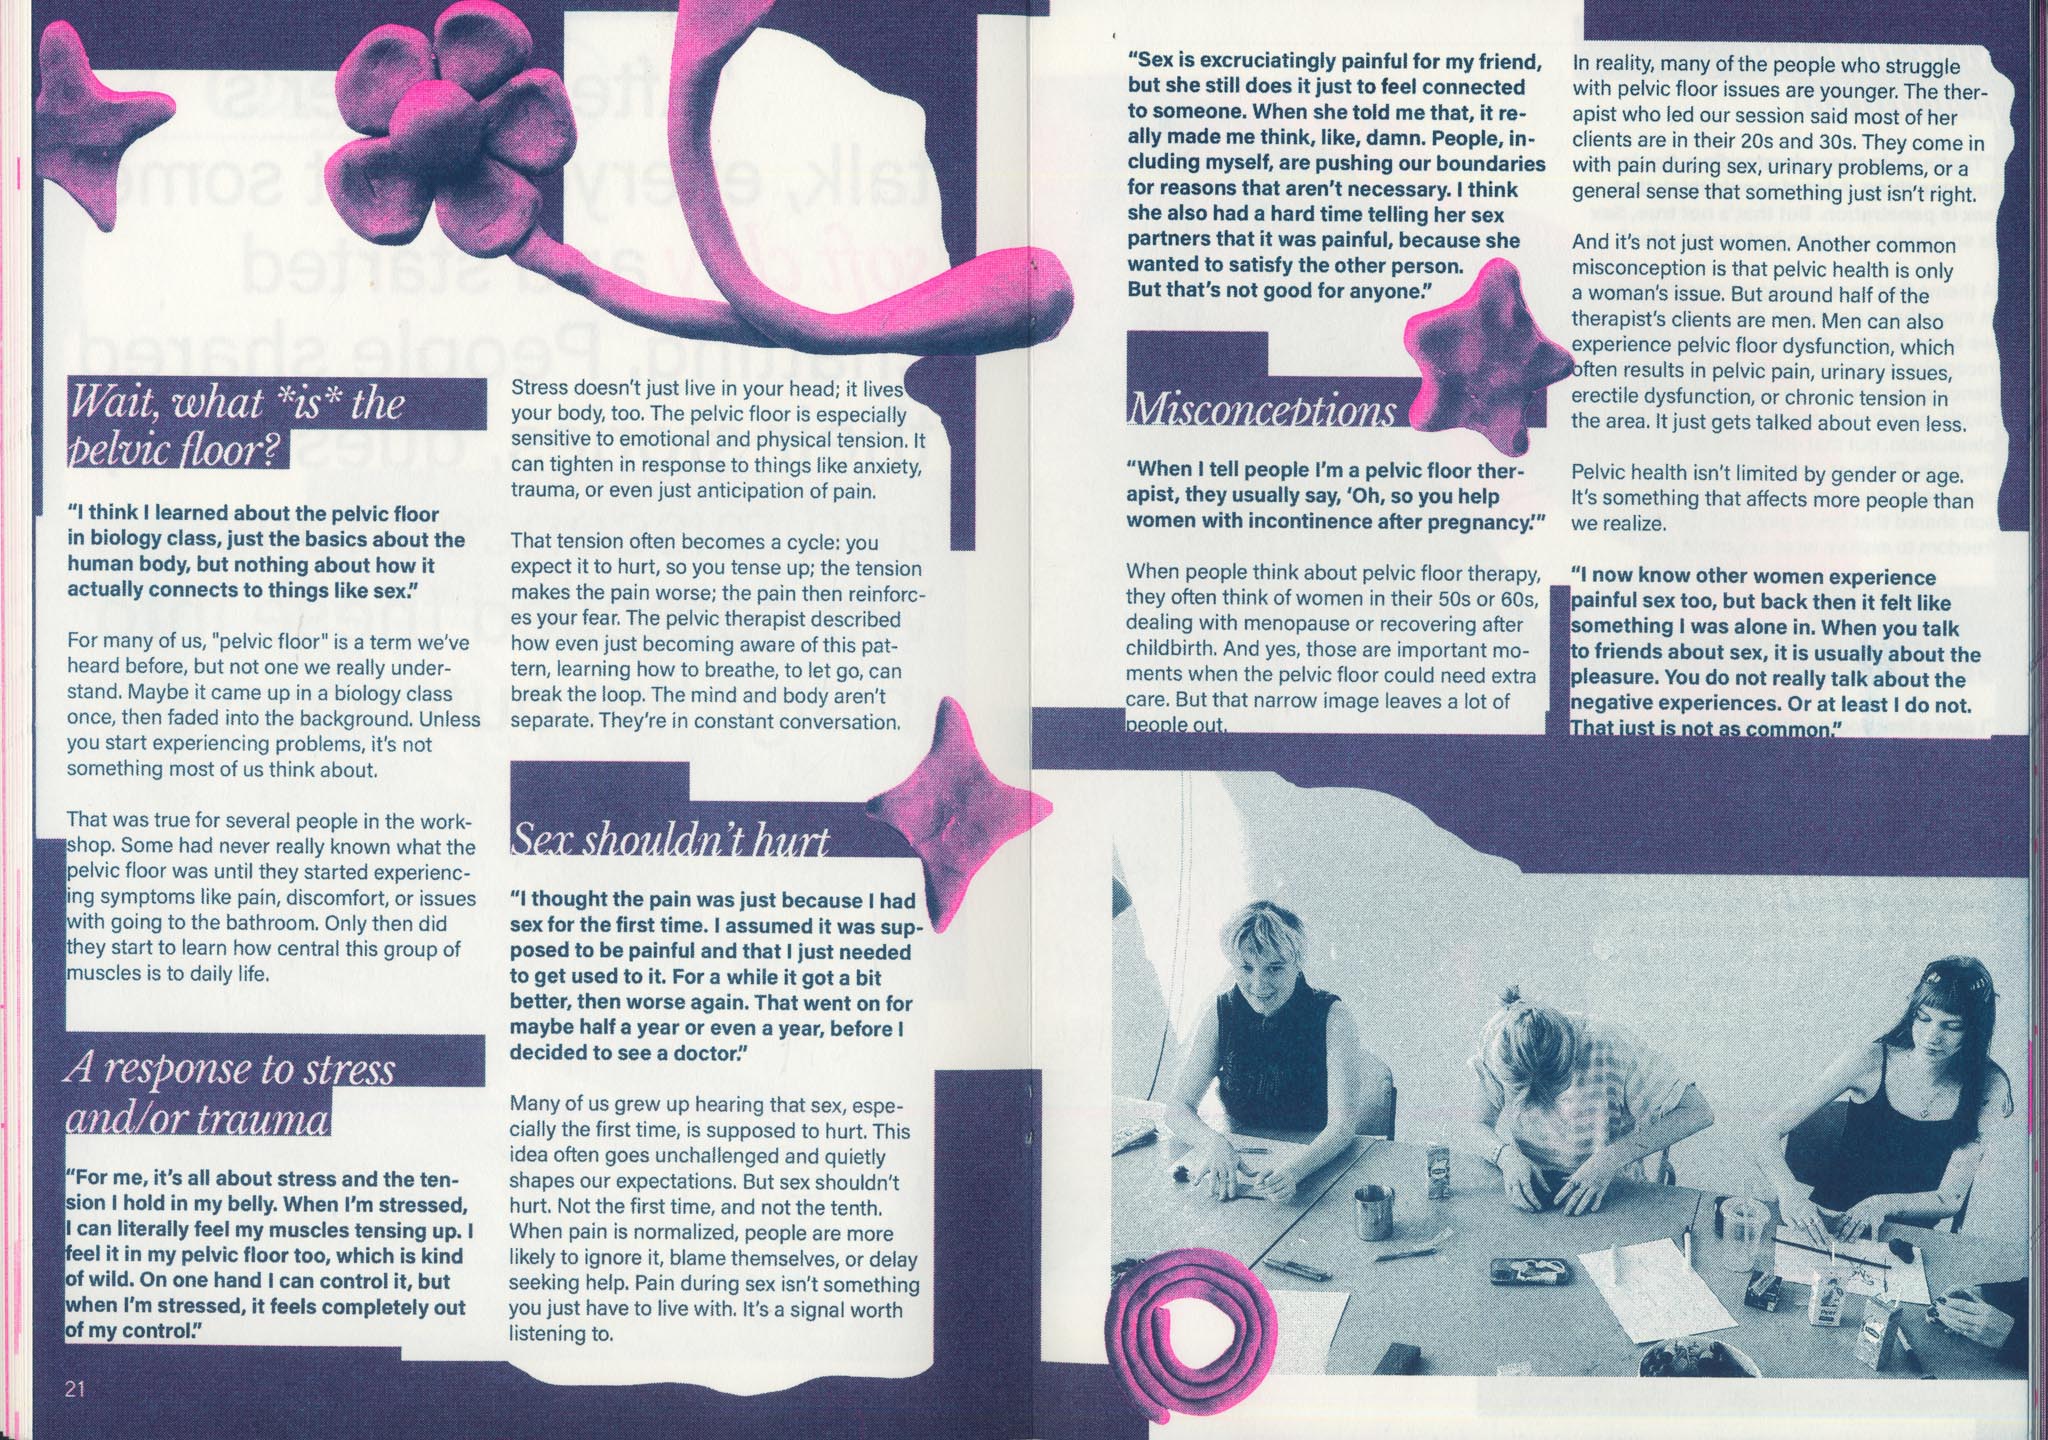 Wait, what *is* the
pelvic floor?
“I think I learned about the pelvic floor
in biology class, just the basics about the
human body, but nothing about how it
actually connects to things like sex.”
For many of us, "pelvic floor" is a term we’ve
heard before, but not one we really under-
stand. Maybe it came up in a biology class
once, then faded into the background. Unless
you start experiencing problems, it’s not
something most of us think about.
That was true for several people in the work-
shop. Some had never really known what the
pelvic floor was until they started experienc-
ing symptoms like pain, discomfort, or issues
with going to the bathroom. Only then did
they start to learn how central this group of
muscles is to daily life.
A response to stress
and/or trauma
“For me, it’s all about stress and the ten-
sion I hold in my belly. When I’m stressed,
I can literally feel my muscles tensing up. I
feel it in my pelvic floor too, which is kind
of wild. On one hand I can control it, but
when I’m stressed, it feels completely out
of my control.”
21
Stress doesn’t just live in your head; it lives
your body, too. The pelvic floor is especially
sensitive to emotional and physical tension. It
can tighten in response to things like anxiety,
trauma, or even just anticipation of pain.
That tension often becomes a cycle: you
expect it to hurt, so you tense up; the tension
makes the pain worse; the pain then reinforc-
es your fear. The pelvic therapist described
how even just becoming aware of this pat-
tern, learning how to breathe, to let go, can
break the loop. The mind and body aren’t
separate. They’re in constant conversation.
Sex shouldn’t hurt
“I thought the pain was just because I had
sex for the first time. I assumed it was sup-
posed to be painful and that I just needed
to get used to it. For a while it got a bit
better, then worse again. That went on for
maybe half a year or even a year, before I
decided to see a doctor.”
Many of us grew up hearing that sex, espe-
cially the first time, is supposed to hurt. This
idea often goes unchallenged and quietly
shapes our expectations. But sex shouldn’t
hurt. Not the first time, and not the tenth.
When pain is normalized, people are more
likely to ignore it, blame themselves, or delay
seeking help. Pain during sex isn’t something
you just have to live with. It’s a signal worth
listening to.
“Sex is excruciatingly painful for my friend,
but she still does it just to feel connected
to someone. When she told me that, it re-
ally made me think, like, damn. People, in-
cluding myself, are pushing our boundaries
for reasons that aren’t necessary. I think
she also had a hard time telling her sex
partners that it was painful, because she
wanted to satisfy the other person.
But that’s not good for anyone.”
Misconceptions
“When I tell people I’m a pelvic floor ther-
apist, they usually say, ‘Oh, so you help
women with incontinence after pregnancy.’”
When people think about pelvic floor therapy,
they often think of women in their 50s or 60s,
dealing with menopause or recovering after
childbirth. And yes, those are important mo-
ments when the pelvic floor could need extra
care. But that narrow image leaves a lot of
people out.
In reality, many of the people who struggle
with pelvic floor issues are younger. The ther-
apist who led our session said most of her
clients are in their 20s and 30s. They come in
with pain during sex, urinary problems, or a
general sense that something just isn’t right.
And it’s not just women. Another common
misconception is that pelvic health is only
a woman’s issue. But around half of the
therapist’s clients are men. Men can also
experience pelvic floor dysfunction, which
often results in pelvic pain, urinary issues,
erectile dysfunction, or chronic tension in
the area. It just gets talked about even less.
Pelvic health isn’t limited by gender or age.
It’s something that affects more people than
we realize.
“I now know other women experience
painful sex too, but back then it felt like
something I was alone in. When you talk
to friends about sex, it is usually about the
pleasure. You do not really talk about the
negative experiences. Or at least I do not.
That just is not as common.”